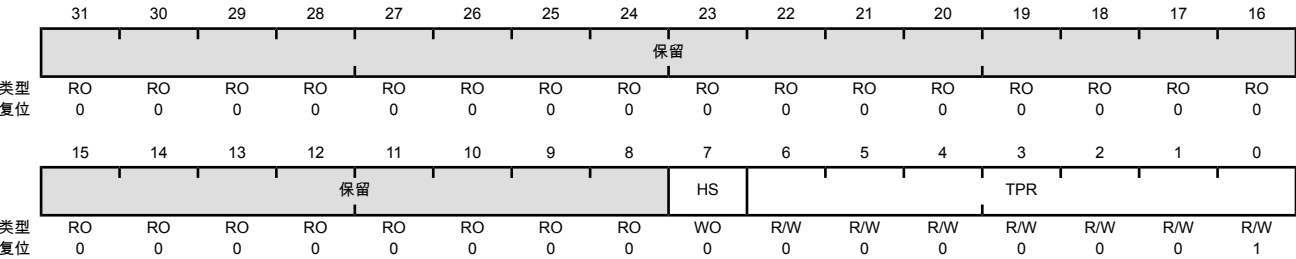 31 30 29 28 27 26 25 24 23 22 21 20 19 18 17 16
保留
类型 RO RO RO RO RO RO RO RO RO RO RO RO RO RO RO RO
复位 0 0 0 0 0 0 0 0 0 0 0 0 0 0 0 0
15 14 13 12 11 10 9 8 7 6 5 4 3 2 1 0
保留 HS TPR
类型 RO RO RO RO RO RO RO RO WO R/W R/W R/W R/W R/W R/W R/W
复位 0 0 0 0 0 0 0 0 0 0 0 0 0 0 0 1